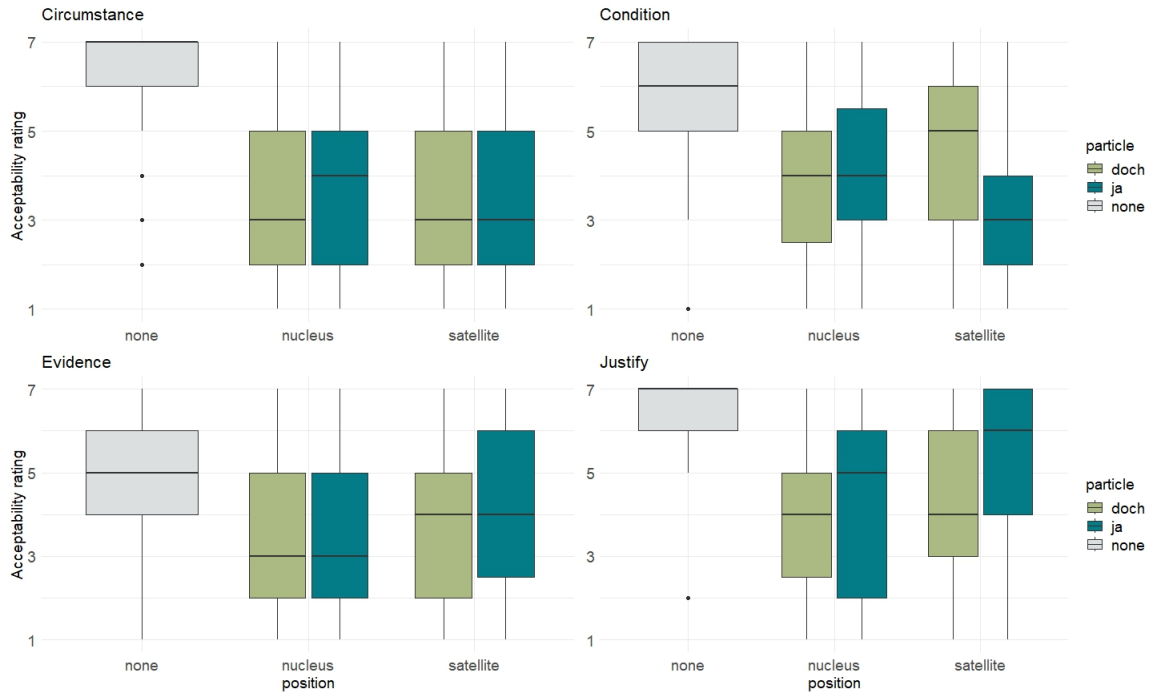 Circumstance
Condition
Acceptability rating
7
5
3
1
none
nucleus
satellite
7
5
3
1
none
nucleus
satellite
particle
doch
ja
none
Evidence
Justify
Acceptability rating
7
5
3
1
none
nucleus
satellite
position
7
5
3
1
none
nucleus
satellite
position
particle
doch
ja
none